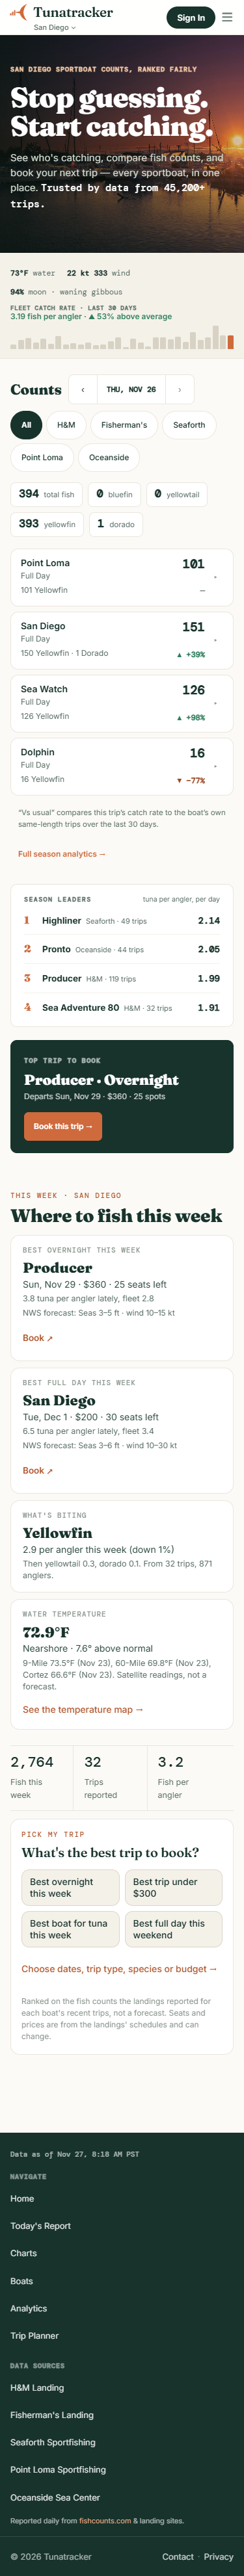 Tunatracker
San Diego
Sign In
SAN DIEGO SPORTBOAT COUNTS, RANKED FAIRLY
Stop guessing.
Start catching.
See who's catching, compare fish counts, and
book your next trip — every sportboat, in one
place. Trusted by data from 45,200+
trips.
73°F water 22 kt 333 wind
94% moon · waning gibbous
FLEET CATCH RATE · LAST 30 DAYS
3.19 fish per angler · ▲ 53% above average
Counts
‹ THU, NOV 26 ›
All H&M Fisherman's Seaforth
Point Loma Oceanside
394 total fish 0 bluefin 0 yellowtail
393 yellowfin 1 dorado
Point Loma 101
Full Day
101 Yellowfin —
San Diego 151
Full Day
150 Yellowfin · 1 Dorado ▲ +39%
Sea Watch 126
Full Day
126 Yellowfin ▲ +98%
Dolphin 16
Full Day
16 Yellowfin ▼ −77%
“Vs usual” compares this trip's catch rate to the boat's own
same-length trips over the last 30 days.
Full season analytics →
SEASON LEADERS tuna per angler, per day
1 Highliner Seaforth · 49 trips 2.14
2 Pronto Oceanside · 44 trips 2.05
3 Producer H&M · 119 trips 1.99
4 Sea Adventure 80 H&M · 32 trips 1.91
TOP TRIP TO BOOK
Producer · Overnight
Departs Sun, Nov 29 · $360 · 25 spots
Book this trip →
THIS WEEK · SAN DIEGO
Where to fish this week
BEST OVERNIGHT THIS WEEK
Producer
Sun, Nov 29 · $360 · 25 seats left
3.8 tuna per angler lately, fleet 2.8
NWS forecast: Seas 3–5 ft · wind 10–15 kt
Book ↗
BEST FULL DAY THIS WEEK
San Diego
Tue, Dec 1 · $200 · 30 seats left
6.5 tuna per angler lately, fleet 3.4
NWS forecast: Seas 3–6 ft · wind 10–30 kt
Book ↗
WHAT'S BITING
Yellowfin
2.9 per angler this week (down 1%)
Then yellowtail 0.3, dorado 0.1. From 32 trips, 871
anglers.
WATER TEMPERATURE
72.9°F
Nearshore · 7.6° above normal
9-Mile 73.5°F (Nov 23), 60-Mile 69.8°F (Nov 23),
Cortez 66.6°F (Nov 23). Satellite readings, not a
forecast.
See the temperature map →
2,764 32 3.2
Fish this Trips Fish per
week reported angler
PICK MY TRIP
What's the best trip to book?
Best overnight Best trip under
this week $300
Best boat for tuna Best full day this
this week weekend
Choose dates, trip type, species or budget →
Ranked on the fish counts the landings reported for
each boat's recent trips, not a forecast. Seats and
prices are from the landings' schedules and can
change.
Data as of Nov 27, 8:18 AM PST
NAVIGATE
Home
Today's Report
Charts
Boats
Analytics
Trip Planner
DATA SOURCES
H&M Landing
Fisherman's Landing
Seaforth Sportfishing
Point Loma Sportfishing
Oceanside Sea Center
Reported daily from fishcounts.com & landing sites.
© 2026 Tunatracker Contact · Privacy